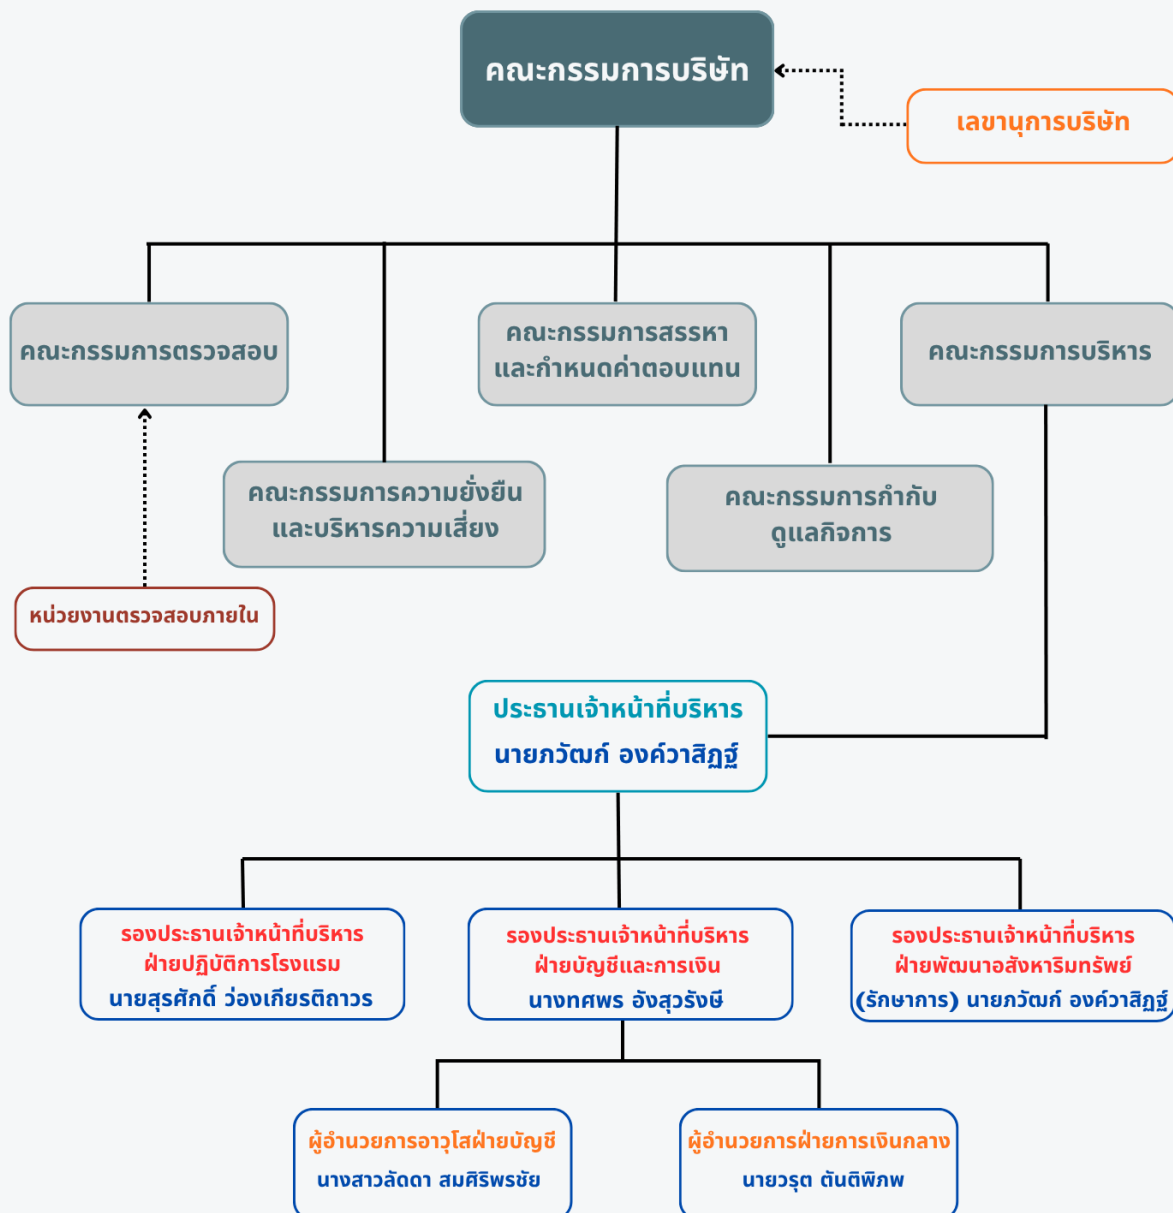 คณะกรรมการบริษัท
เลขานุการบริษัท
คณะกรรมการตรวจสอบ
คณะกรรมการสรรหา
และกำหนดค่าตอบแทน
คณะกรรมการบริหาร
คณะกรรมการความยั่งยืน
และบริหารความเสี่ยง
คณะกรรมการกำกับ
ดูแลกิจการ
หน่วยงานตรวจสอบภายใน
ประธานเจ้าหน้าที่บริหาร
นายภวัฒก์ องค์วาสิฏฐ์
รองประธานเจ้าหน้าที่บริหาร
ฝ่ายปฏิบัติการโรงแรม
นายสุรศักดิ์ ว่องเกียรติถาวร
รองประธานเจ้าหน้าที่บริหาร
ฝ่ายบัญชีและการเงิน
นางทศพร อังสุวรังษี
รองประธานเจ้าหน้าที่บริหาร
ฝ่ายพัฒนาอสังหาริมทรัพย์
(รักษาการ) นายภวัฒก์ องค์วาสิฏฐ์
ผู้อำนวยการอาวุโสฝ่ายบัญชี
นางสาวลัดดา สมศิริพรชัย
ผู้อำนวยการฝ่ายการเงินกลาง
นายวรุต ตันติพิภพ